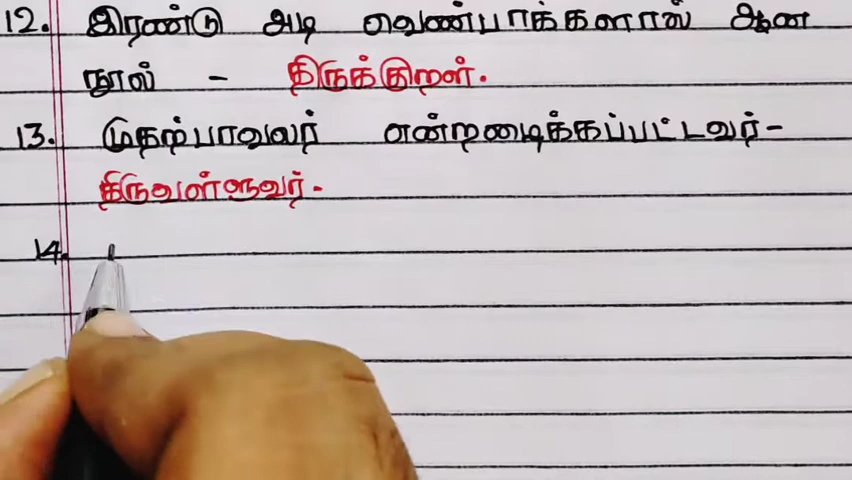 12. இரண்டு அடி வெண்பாக்களால் ஆன
நூல் - திருக்குறள்.
13. முதற்பாவலர் என்றழைக்கப்பட்டவர்-
திருவள்ளுவர்.
14.